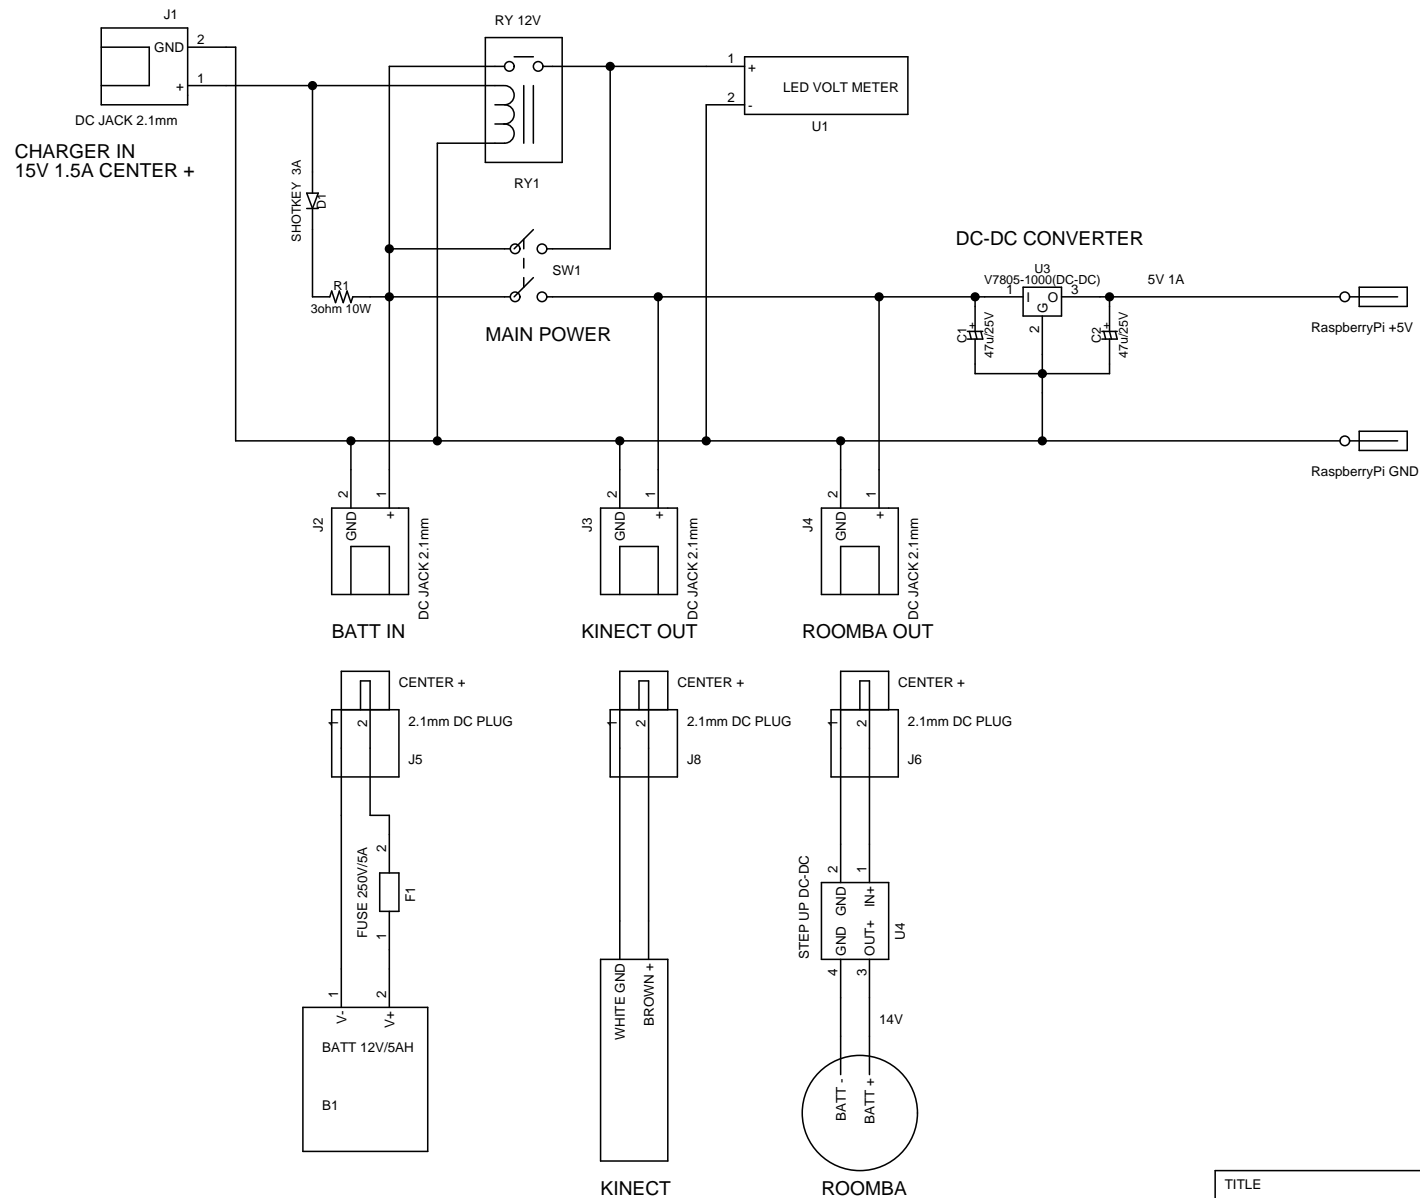 J1
RY 12V
GND
2
+
1
DC JACK 2.1mm
CHARGER IN
15V 1.5A CENTER +
RY1
1
+
2
-
LED VOLT METER
U1
SHOTKEY 3A
D1
R1
3ohm 10W
SW1
MAIN POWER
DC-DC CONVERTER
U3
V7805-1000(DC-DC)
1
I
O
3
G
2
5V 1A
C1
+
47u/25V
C2
+
47u/25V
RaspberryPi +5V
RaspberryPi GND
J2
2
GND
1
+
DC JACK 2.1mm
BATT IN
J3
2
GND
1
+
DC JACK 2.1mm
KINECT OUT
J4
2
GND
1
+
DC JACK 2.1mm
ROOMBA OUT
CENTER +
1
2
2.1mm DC PLUG
J5
CENTER +
1
2
2.1mm DC PLUG
J8
CENTER +
1
2
2.1mm DC PLUG
J6
FUSE 250V/5A
2
F1
1
1
2
V-
V+
BATT 12V/5AH
B1
WHITE GND
BROWN +
KINECT
STEP UP DC-DC
2
1
GND
IN+
GND
OUT+
U4
4
3
14V
BATT -
BATT +
ROOMBA
TITLE